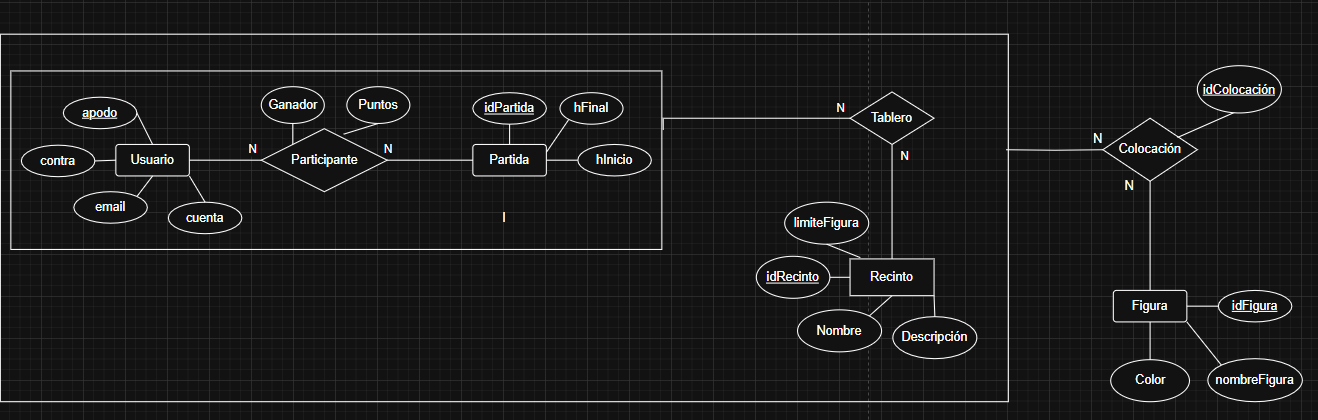 idColocación
Ganador
Puntos
idPartida
hFinal
apodo
N
Tablero
N
Colocación
N
N
contra
Usuario
N
Participante
N
Partida
hInicio
N
email
cuenta
I
limiteFigura
idRecinto
Recinto
Figura
idFigura
Nombre
Descripción
Color
nombreFigura